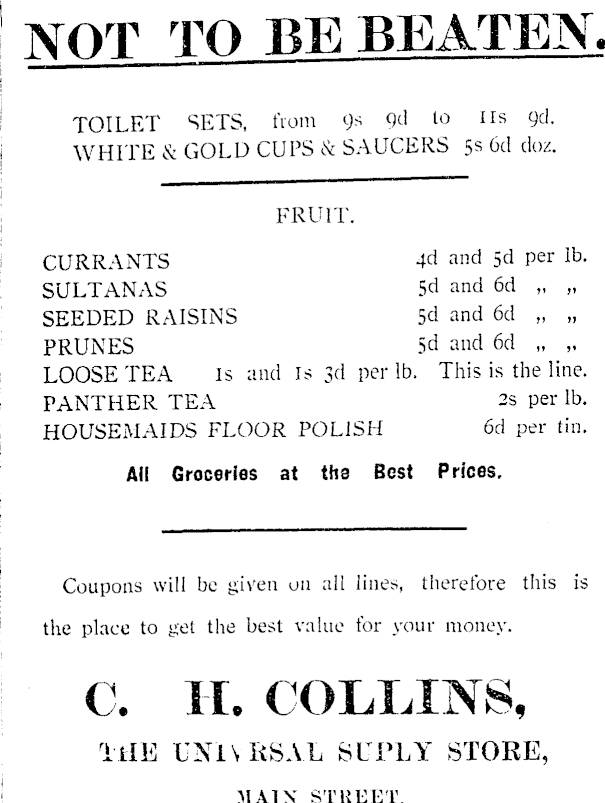 NOT TO BE BEATEN.
TOILET SETS, from 9s 9d to 11s 9d.
WHITE & GOLD CUPS & SAUCERS 5s 6d doz.
FRUIT.
CURRANTS 4d and 5d per lb.
SULTANAS 5d and 6d „ „
SEEDED RAISINS 5d and 6d „ „
PRUNES 5d and 6d „ „
LOOSE TEA 1s and 1s 3d per lb. This is the line.
PANTHER TEA 2s per lb.
HOUSEMAIDS FLOOR POLISH 6d per tin.
All Groceries at the Best Prices.
Coupons will be given on all lines, therefore this is
the place to get the best value for your money.
C. H. COLLINS,
THE UNIVERSAL SUPLY STORE,
MAIN STREET.